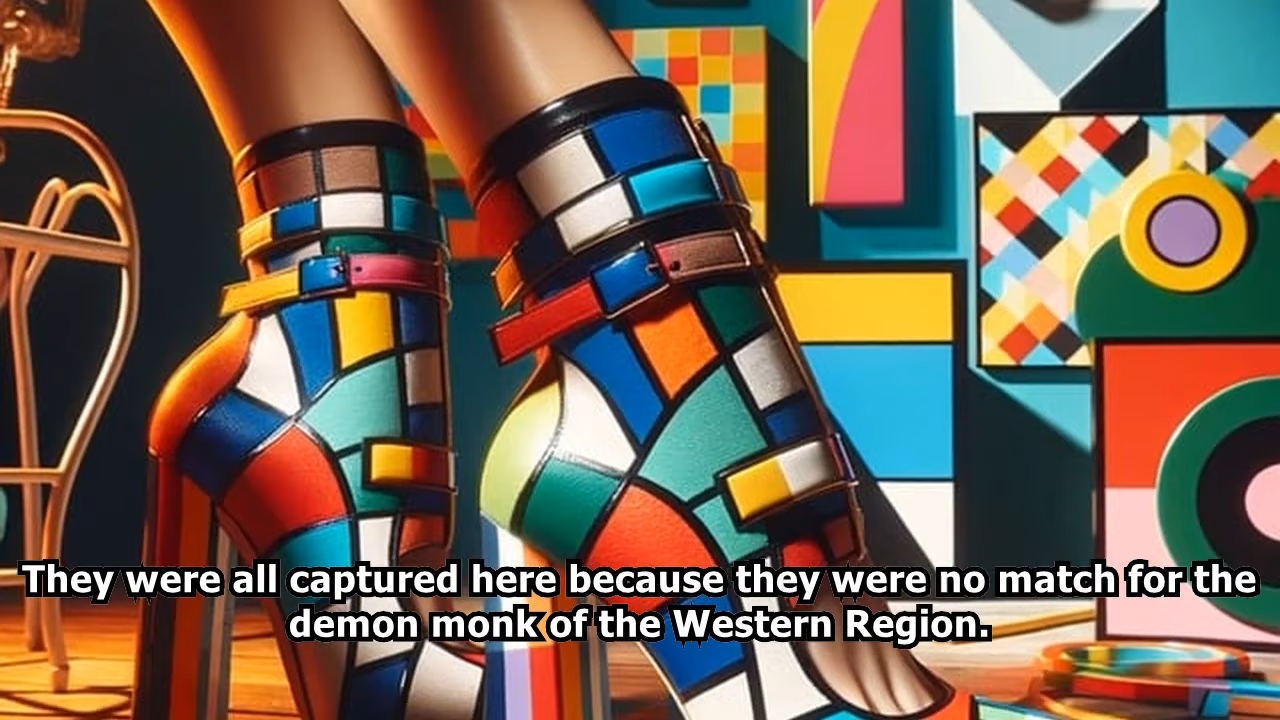 They were all captured here because they were no match for the
demon monk of the Western Region.